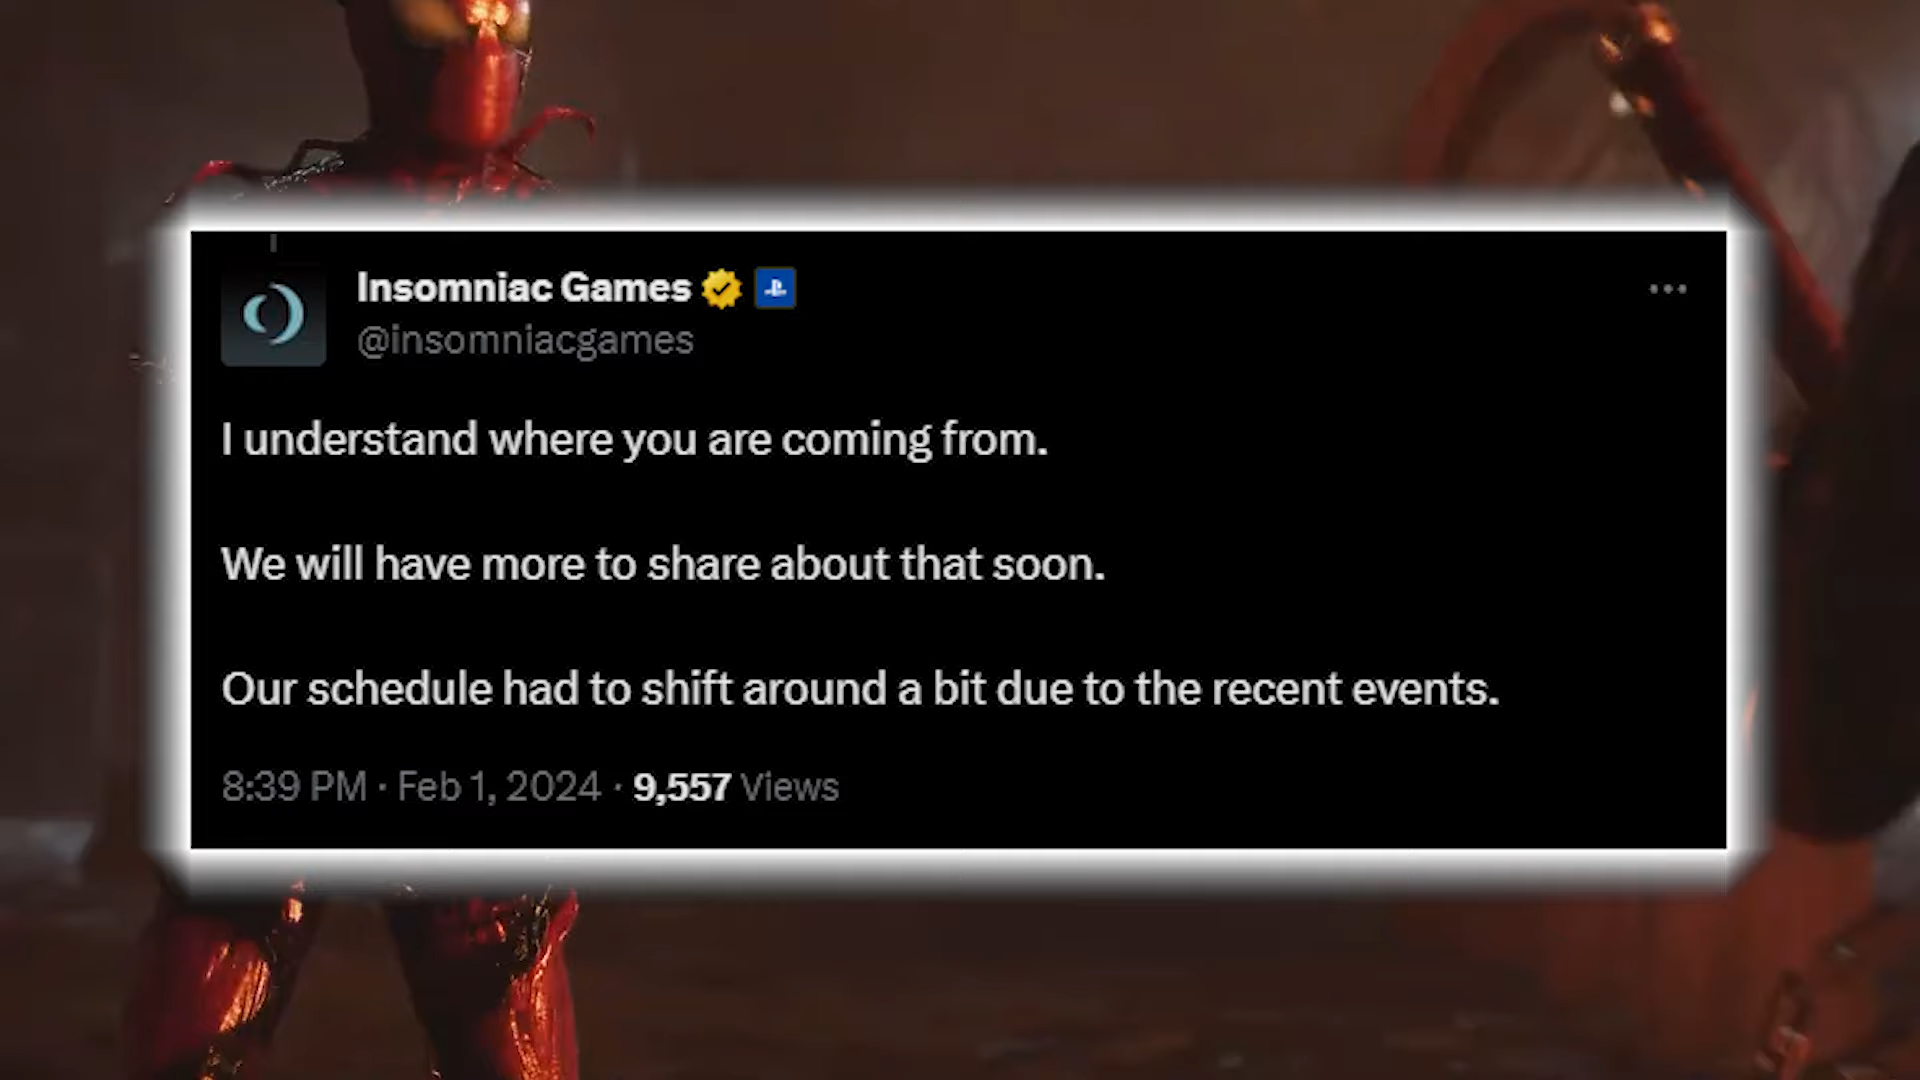 Insomniac Games
@insomniacgames
I understand where you are coming from.
We will have more to share about that soon.
Our schedule had to shift around a bit due to the recent events.
8:39 PM · Feb 1, 2024 · 9,557 Views